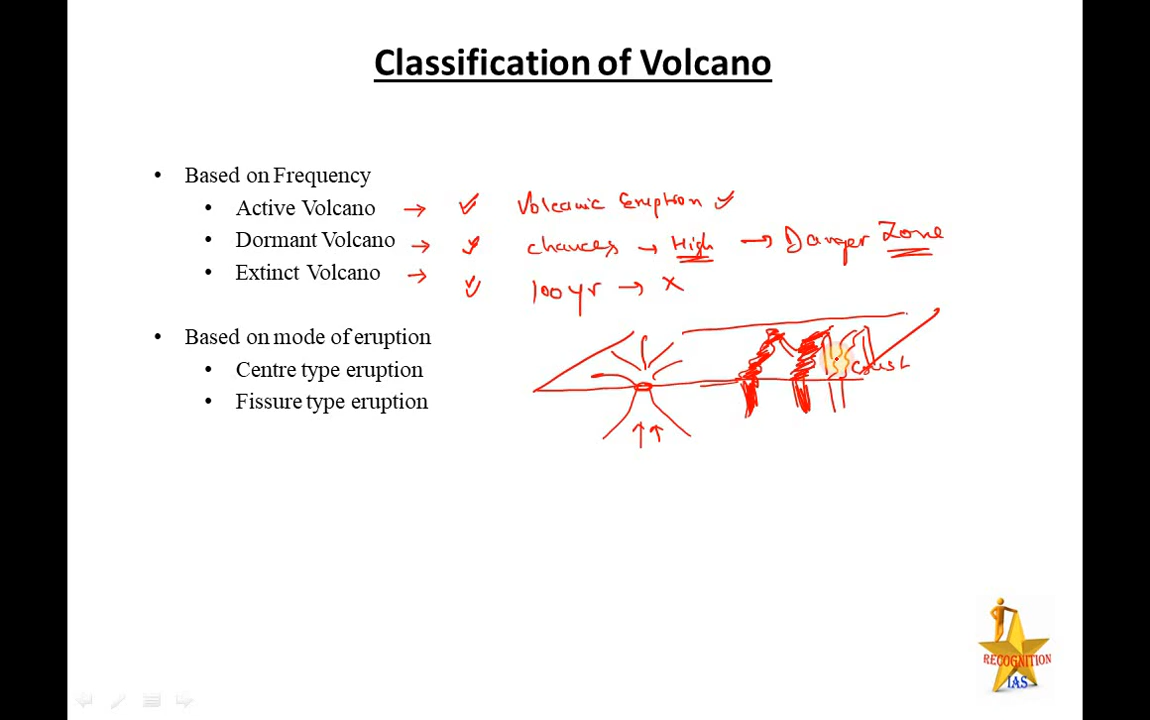 Classification of Volcano
• Based on Frequency
• Active Volcano → ✓ Volcanic Eruption ✓
• Dormant Volcano → ✓ chances → High → Danger Zone
• Extinct Volcano → ✓ 100 yr → ×
• Based on mode of eruption
• Centre type eruption
crust
• Fissure type eruption
RECOGNITION
IAS